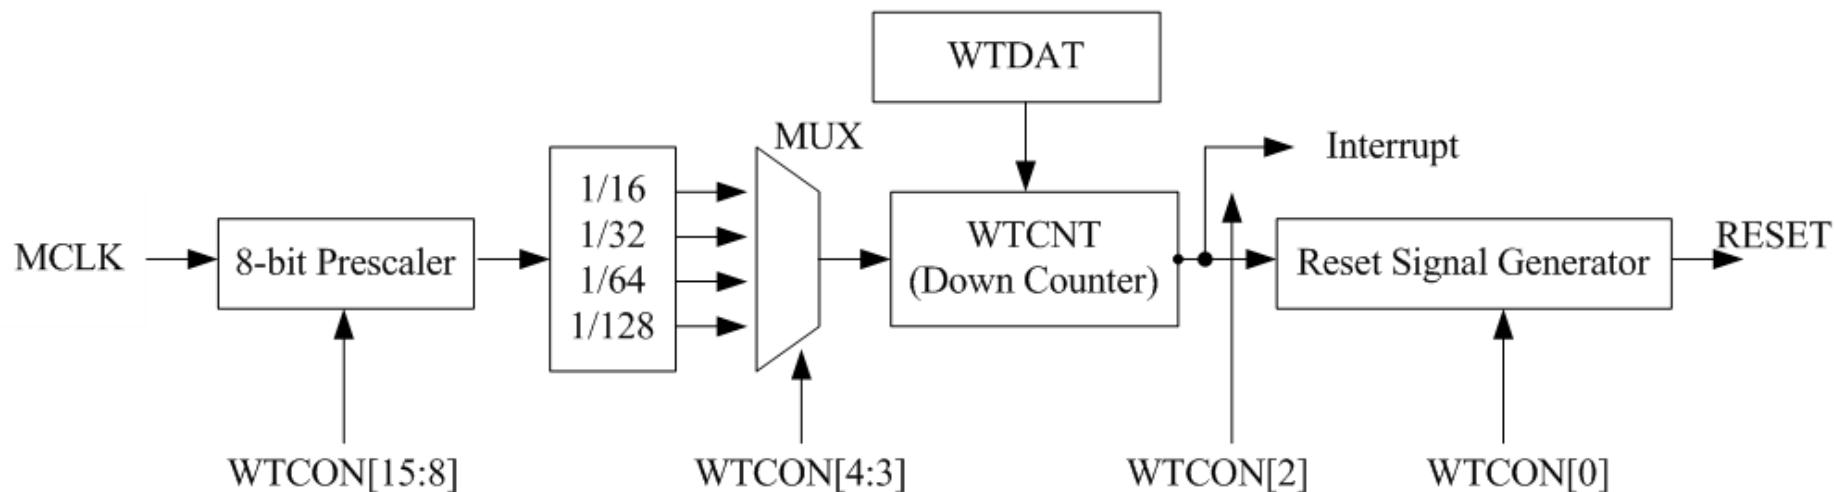 WTDAT
MUX
Interrupt
MCLK
8-bit Prescaler
1/16
1/32
1/64
1/128
WTCNT
(Down Counter)
Reset Signal Generator
RESET
WTCON[15:8]
WTCON[4:3]
WTCON[2]
WTCON[0]